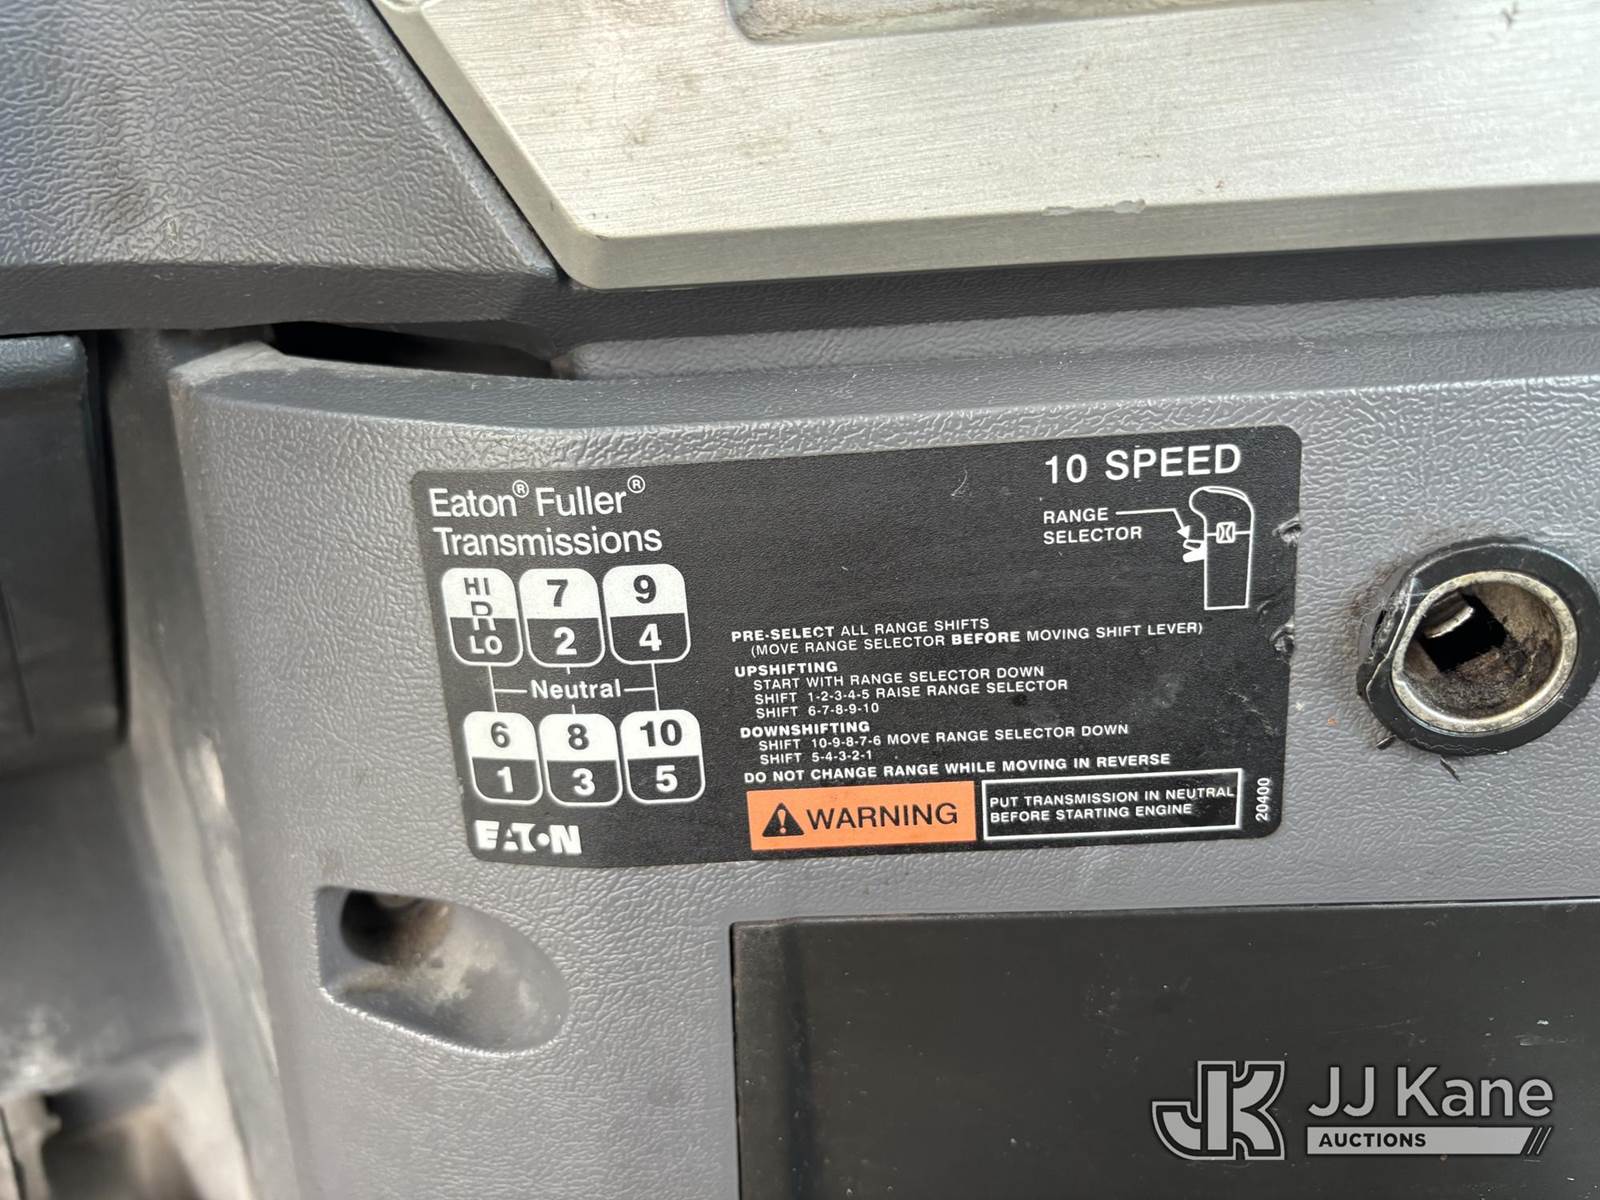 Eaton® Fuller®
Transmissions
10 SPEED
RANGE
SELECTOR
HI 7 9
R
LO 2 4
Neutral
6 8 10
1 3 5
EATON
PRE-SELECT ALL RANGE SHIFTS
(MOVE RANGE SELECTOR BEFORE MOVING SHIFT LEVER)
UPSHIFTING
START WITH RANGE SELECTOR DOWN
SHIFT 1-2-3-4-5 RAISE RANGE SELECTOR
SHIFT 6-7-8-9-10
DOWNSHIFTING
SHIFT 10-9-8-7-6 MOVE RANGE SELECTOR DOWN
SHIFT 5-4-3-2-1
DO NOT CHANGE RANGE WHILE MOVING IN REVERSE
WARNING
PUT TRANSMISSION IN NEUTRAL
BEFORE STARTING ENGINE
20400
JK JJ Kane
AUCTIONS